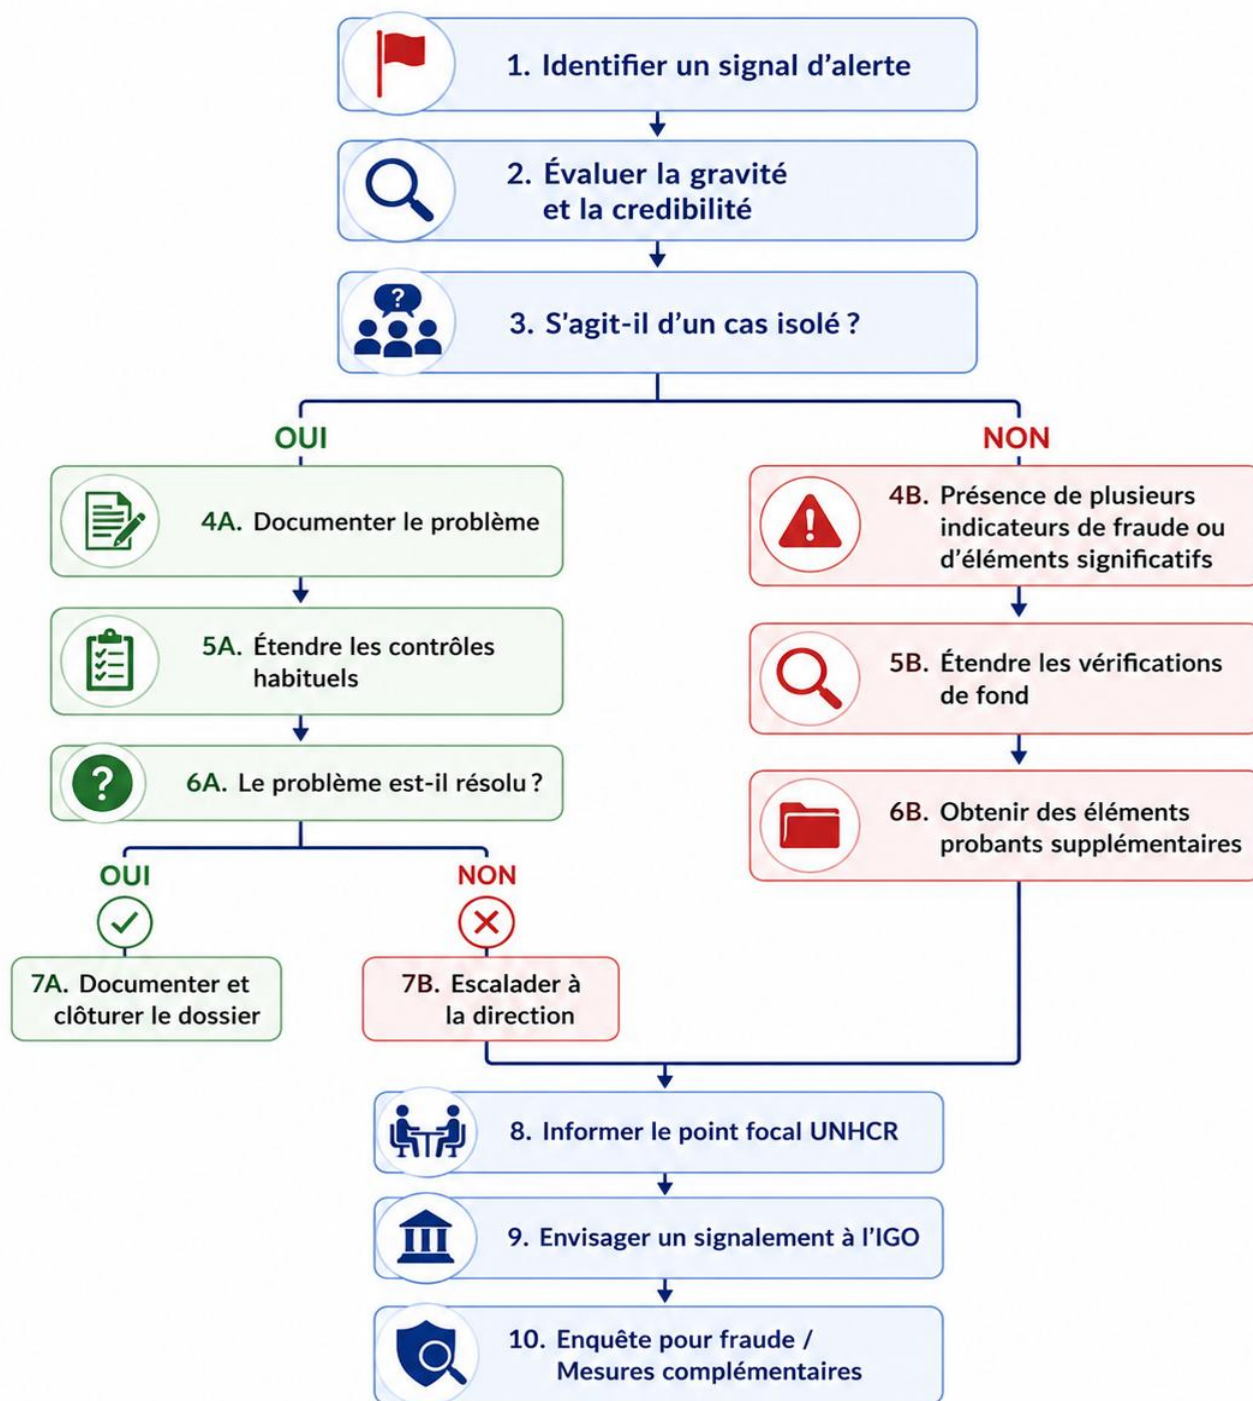 1. Identifier un signal d'alerte
2. Évaluer la gravité
et la credibilité
?
3. S'agit-il d'un cas isolé ?
OUI
NON
4A. Documenter le problème
4B. Présence de plusieurs
indicateurs de fraude ou
d'éléments significatifs
!
5A. Étendre les contrôles
habituels
5B. Étendre les vérifications
de fond
?
6A. Le problème est-il résolu ?
6B. Obtenir des éléments
probants supplémentaires
OUI
NON
7A. Documenter et
clôturer le dossier
7B. Escalader à
la direction
8. Informer le point focal UNHCR
9. Envisager un signalement à l'IGO
10. Enquête pour fraude /
Mesures complémentaires